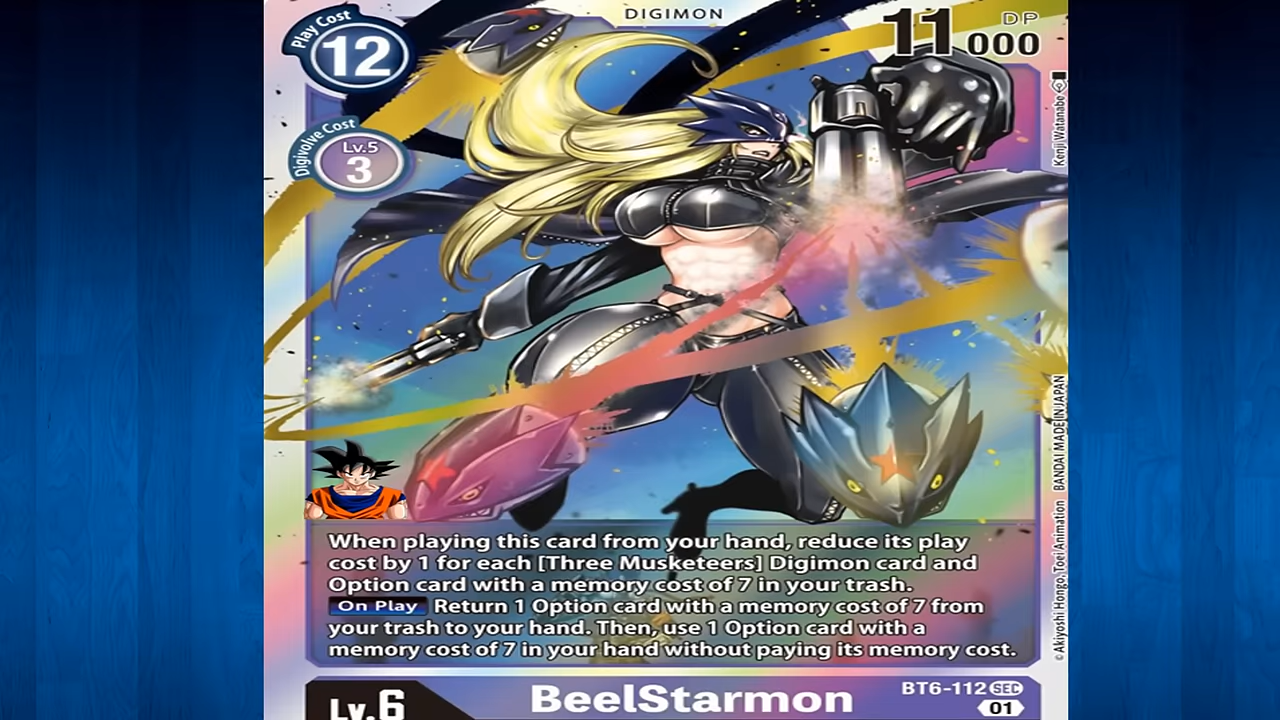 DIGIMON
Play Cost
12
11000
DP
Digivolve Cost
Lv.5
3
Kenji Watanabe
When playing this card from your hand, reduce its play
cost by 1 for each [Three Musketeers] Digimon card and
Option card with a memory cost of 7 in your trash.
On Play Return 1 Option card with a memory cost of 7 from
your trash to your hand. Then, use 1 Option card with a
memory cost of 7 in your hand without paying its memory cost.
© Akiyoshi Hongo, Toei Animation BANDAI MADE IN JAPAN
Lv.6
BeelStarmon
BT6-112 SEC
01